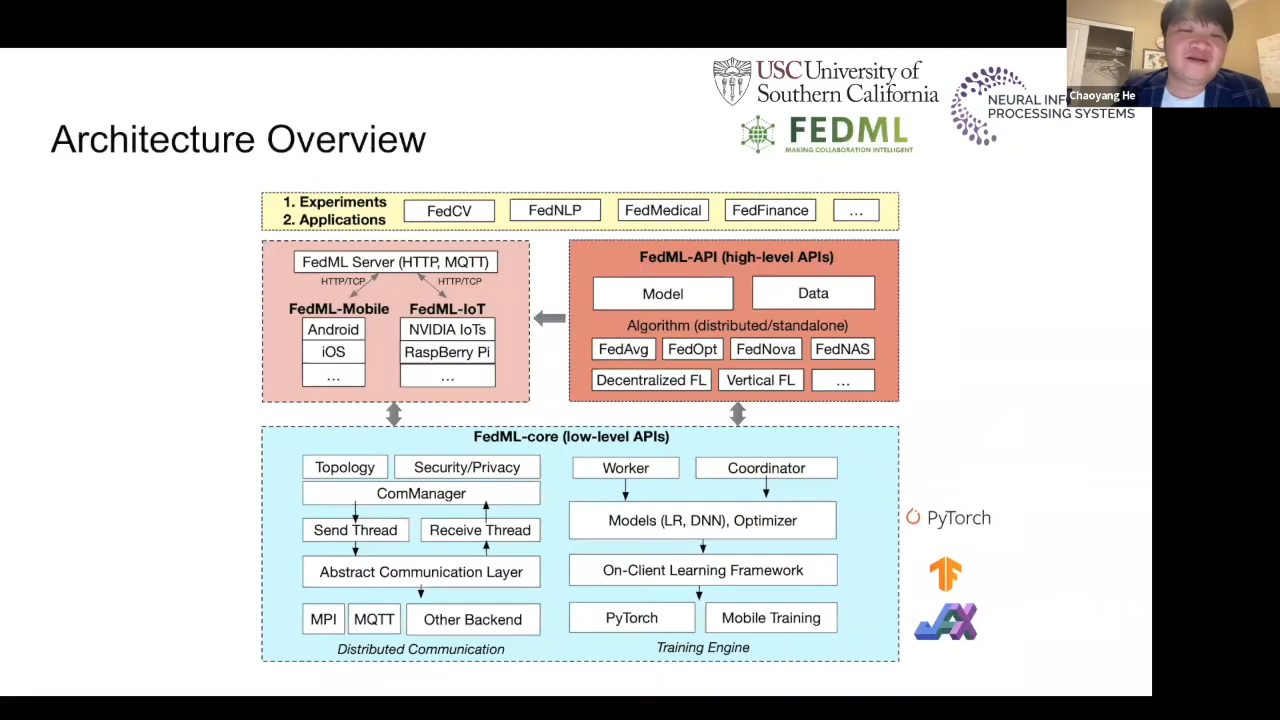 USC University of
Southern California
NEURAL INF
PROCESSING SYSTEMS
Chaoyang He
FEDML
MAKING COLLABORATION INTELLIGENT
Architecture Overview
1. Experiments
2. Applications
FedCV
FedNLP
FedMedical
FedFinance
...
FedML Server (HTTP, MQTT)
HTTP/TCP
HTTP/TCP
FedML-Mobile
FedML-IoT
Android
NVIDIA IoTs
iOS
RaspBerry Pi
...
...
FedML-API (high-level APIs)
Model
Data
Algorithm (distributed/standalone)
FedAvg
FedOpt
FedNova
FedNAS
Decentralized FL
Vertical FL
...
FedML-core (low-level APIs)
Topology
Security/Privacy
ComManager
Send Thread
Receive Thread
Abstract Communication Layer
MPI
MQTT
Other Backend
Distributed Communication
Worker
Coordinator
Models (LR, DNN), Optimizer
On-Client Learning Framework
PyTorch
Mobile Training
Training Engine
PyTorch
JAX